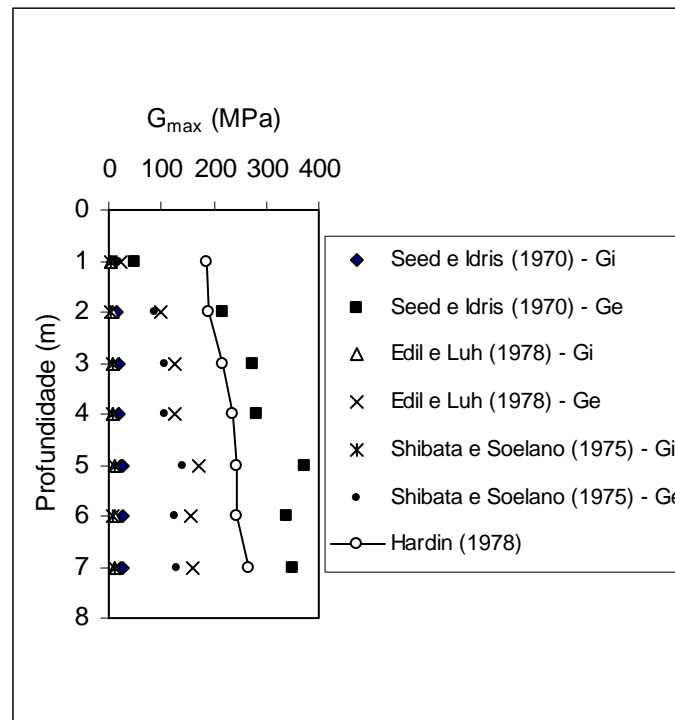 G_max (MPa)
0 100 200 300 400
0
1
2
3
4
5
6
7
8
Profundidade (m)
Seed e Idris (1970) - Gi
Seed e Idris (1970) - Ge
Edil e Luh (1978) - Gi
Edil e Luh (1978) - Ge
Shibata e Soelano (1975) - Gi
Shibata e Soelano (1975) - Ge
Hardin (1978)